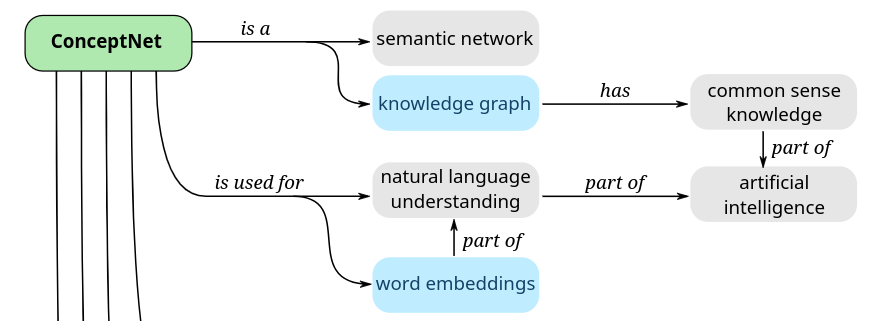 ConceptNet
is a
semantic network
knowledge graph
has
common sense
knowledge
part of
is used for
natural language
understanding
part of
artificial
intelligence
part of
word embeddings